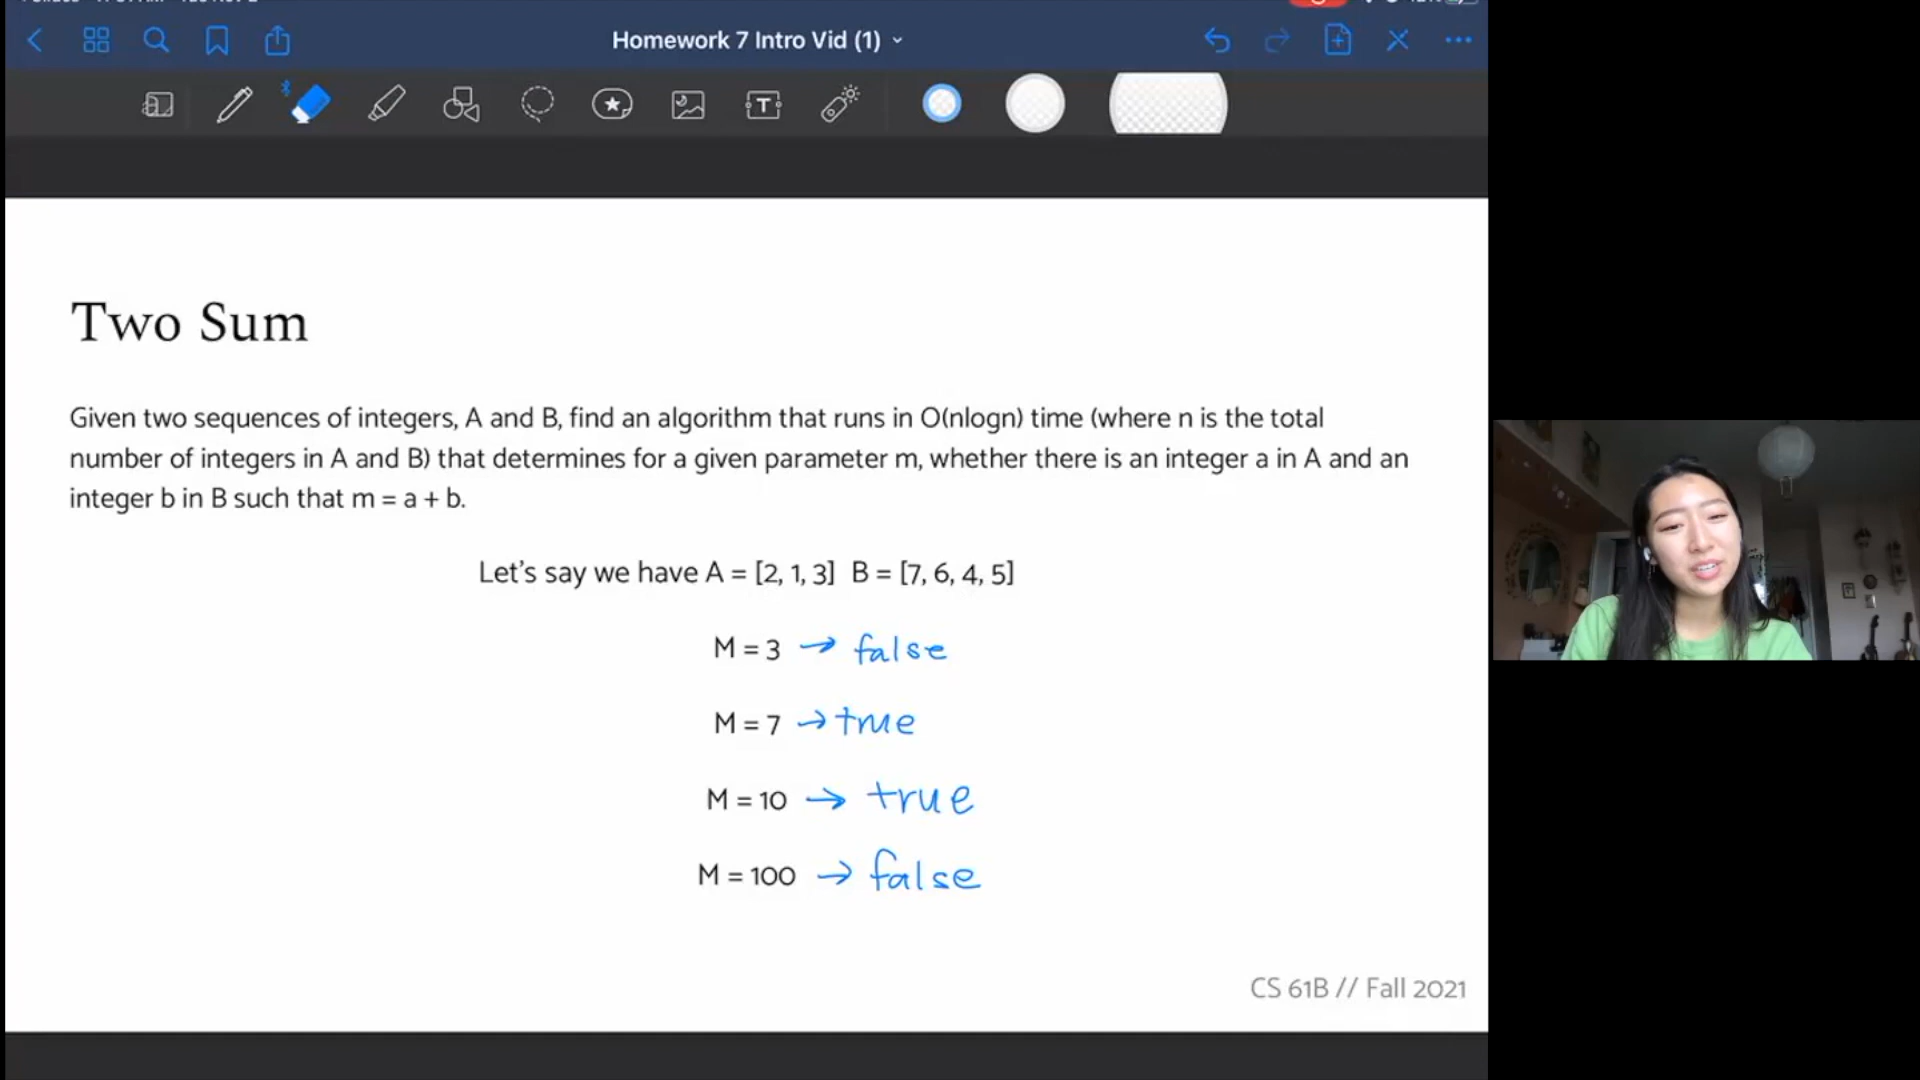 Homework 7 Intro Vid (1)
Two Sum
Given two sequences of integers, A and B, find an algorithm that runs in O(nlogn) time (where n is the total
number of integers in A and B) that determines for a given parameter m, whether there is an integer a in A and an
integer b in B such that m = a + b.
Let's say we have A = [2, 1, 3]  B = [7, 6, 4, 5]
M = 3 → false
M = 7 → true
M = 10 → true
M = 100 → false
CS 61B // Fall 2021